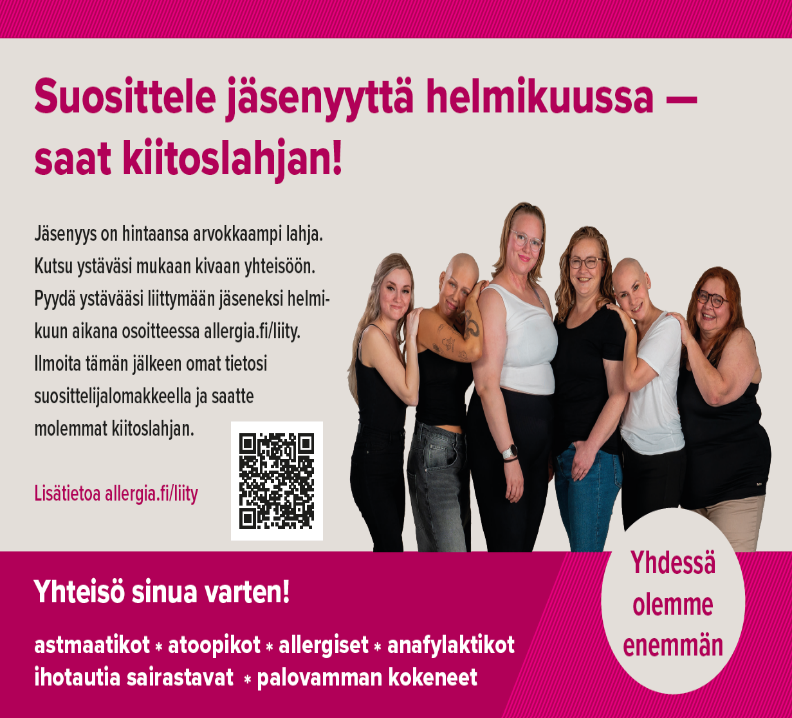 Suosittele jäsenyyttä helmikuussa —
saat kiitoslahjan!
Jäsenyys on hintaansa arvokkaampi lahja.
Kutsu ystäväsi mukaan kivaan yhteisöön.
Pyydä ystävääsi liittymään jäseneksi helmi-
kuun aikana osoitteessa allergia.fi/liity.
Ilmoita tämän jälkeen omat tietosi
suosittelijalomakkeella ja saatte
molemmat kiitoslahjan.
Lisätietoa allergia.fi/liity
Yhteisö sinua varten!
astmaatikot * atoopikot * allergiset * anafylaktikot
ihotautia sairastavat * palovamman kokeneet
Yhdessä
olemme
enemmän